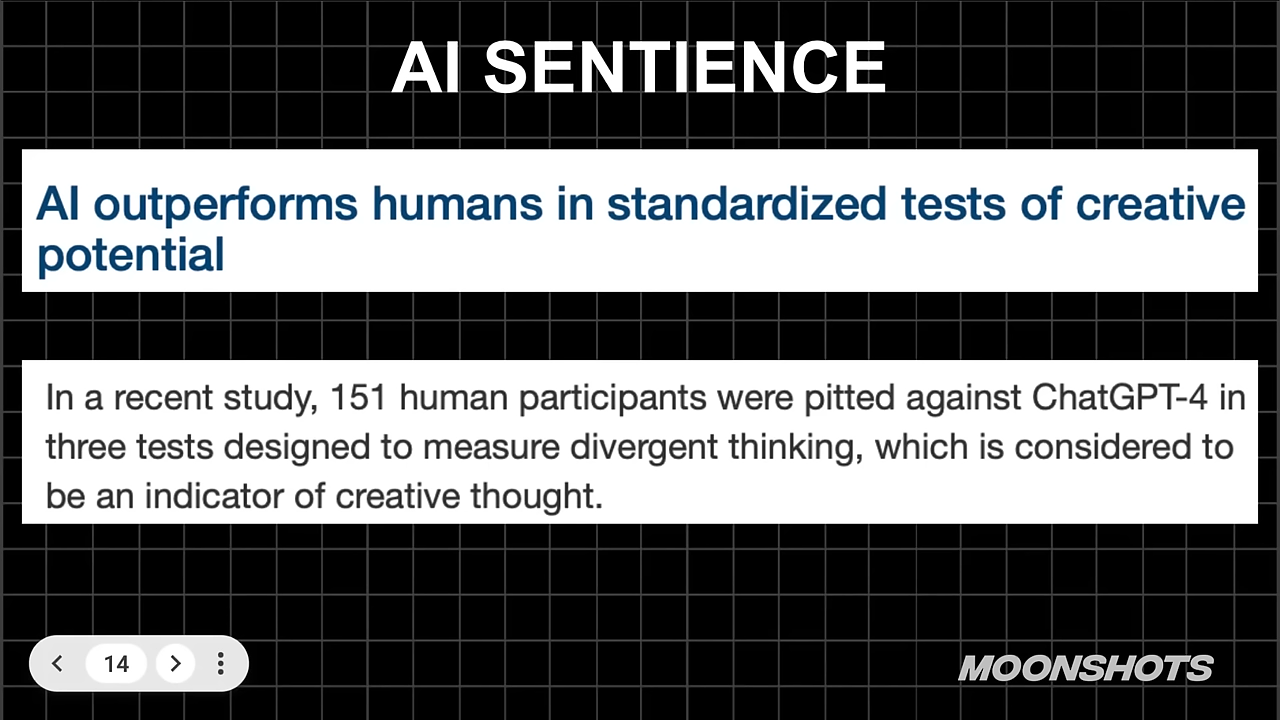 AI SENTIENCE
AI outperforms humans in standardized tests of creative
potential
In a recent study, 151 human participants were pitted against ChatGPT-4 in
three tests designed to measure divergent thinking, which is considered to
be an indicator of creative thought.
14
MOONSHOTS